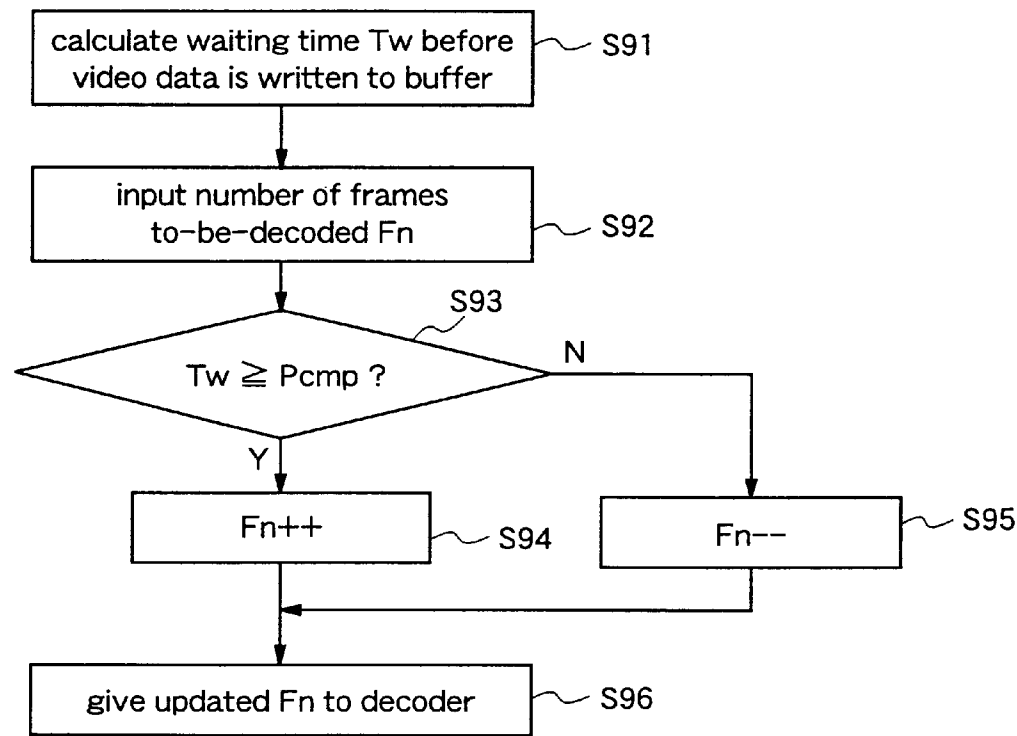 calculate waiting time Tw before
video data is written to buffer
S91
input number of frames
to-be-decoded Fn
S92
S93
Tw ≧ Pcmp ?
N
Y
Fn++
S94
Fn--
S95
give updated Fn to decoder
S96